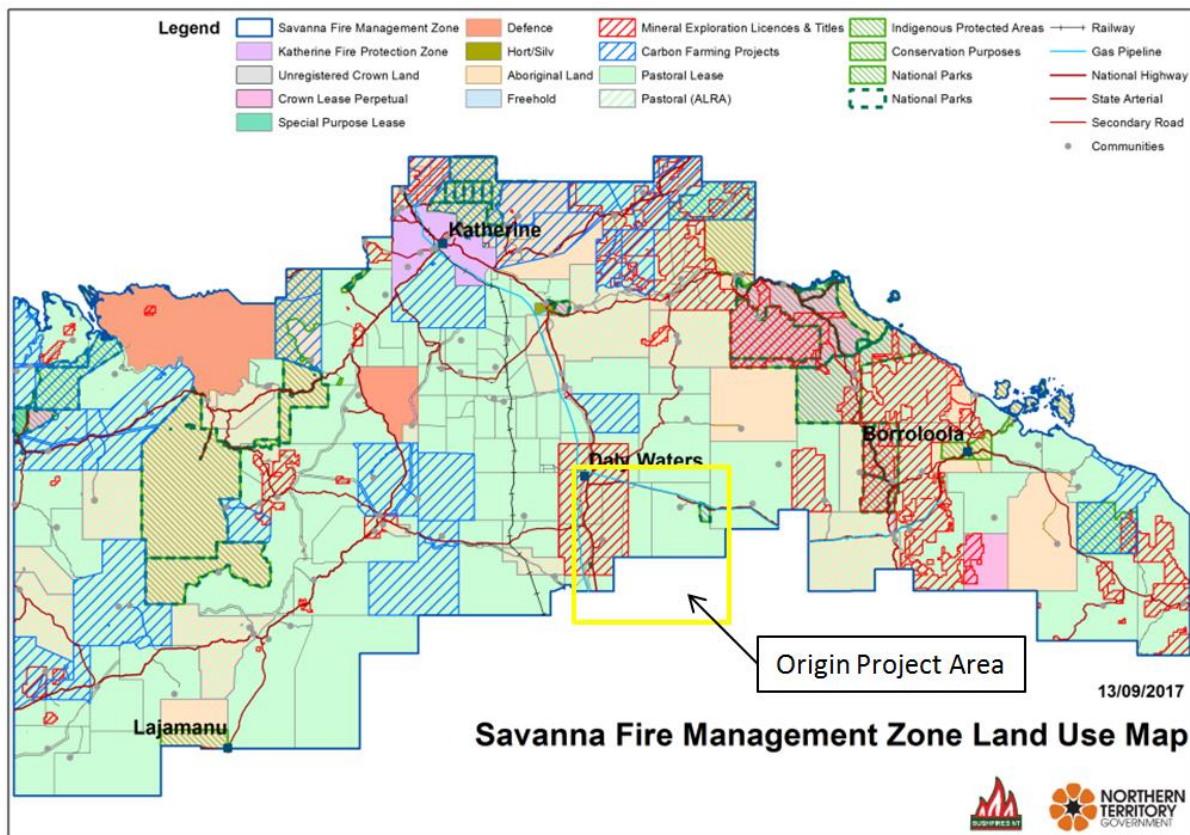 Legend
Savanna Fire Management Zone
Katherine Fire Protection Zone
Unregistered Crown Land
Crown Lease Perpetual
Special Purpose Lease
Defence
Hort/Silv
Aboriginal Land
Freehold
Mineral Exploration Licences & Titles
Carbon Farming Projects
Pastoral Lease
Pastoral (ALRA)
Indigenous Protected Areas
Conservation Purposes
National Parks
National Parks
Railway
Gas Pipeline
National Highway
State Arterial
Secondary Road
Communities
Katherine
Borroloola
Daly Waters
Origin Project Area
13/09/2017
Lajamanu
Savanna Fire Management Zone Land Use Map
BUSHFIRES NT
NORTHERN
TERRITORY
GOVERNMENT